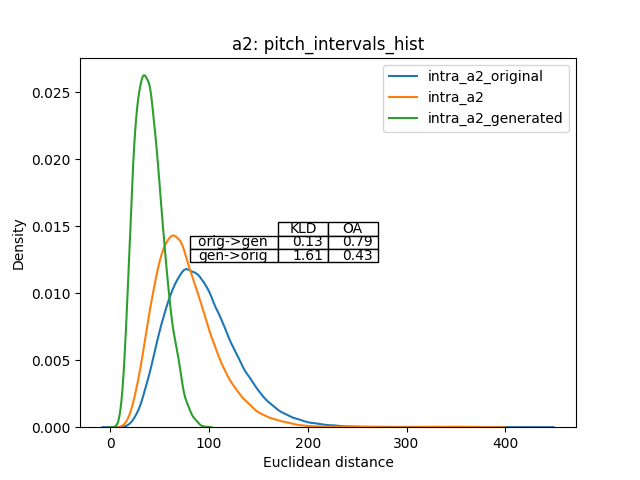 a2: pitch_intervals_hist
intra_a2_original
intra_a2
intra_a2_generated
KLD OA
orig->gen 0.13 0.79
gen->orig 1.61 0.43
Density
0.025
0.020
0.015
0.010
0.005
0.000
0 100 200 300 400
Euclidean distance